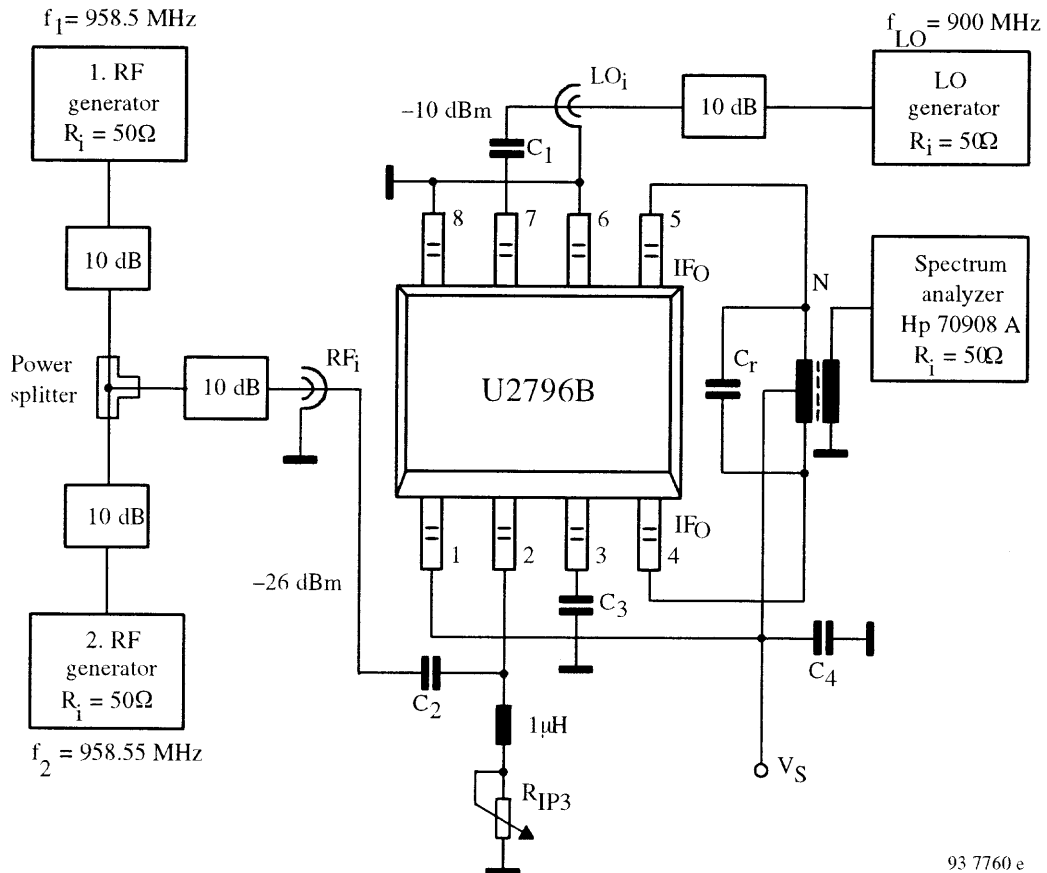 f1 = 958.5 MHz
1. RF
generator
Ri = 50Ω
10 dB
Power
splitter
10 dB
RFi
10 dB
2. RF
generator
Ri = 50Ω
f2 = 958.55 MHz
–10 dBm
C1
LOi
10 dB
fLO = 900 MHz
LO
generator
Ri = 50Ω
8
7
6
5
IFO
N
Spectrum
analyzer
Hp 70908 A
Ri = 50Ω
Cr
U2796B
1
2
3
4
IFO
–26 dBm
C3
C2
C4
1μH
RIP3
VS
93 7760 e